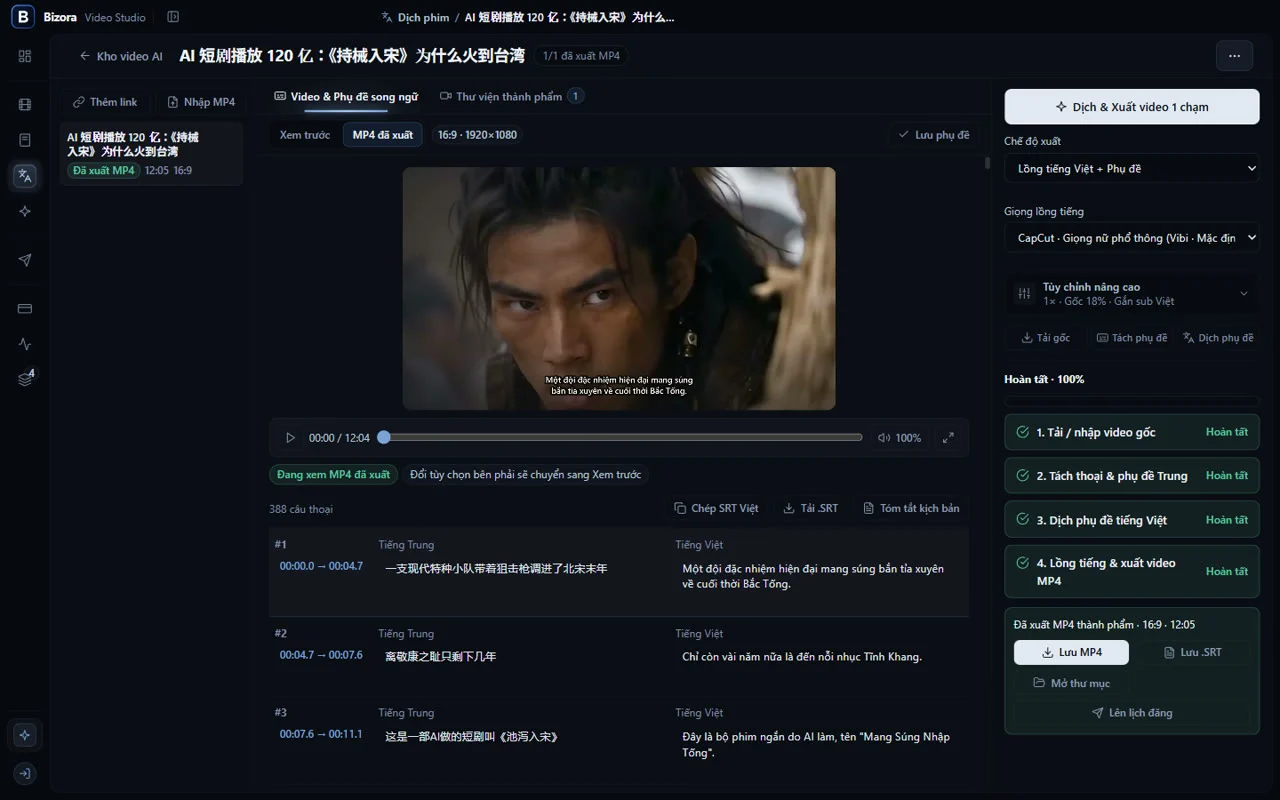 B Bizora Video Studio
Dịch phim / AI 短剧播放 120 亿：《持械入宋》为什么...
Kho video AI
AI 短剧播放 120 亿：《持械入宋》为什么火到台湾
1/1 đã xuất MP4
Thêm link
Nhập MP4
AI 短剧播放 120 亿：《持械
入宋》为什么火到台湾
Đã xuất MP4 12:05 16:9
4
Video & Phụ đề song ngữ
Thư viện thành phẩm 1
Xem trước
MP4 đã xuất
16:9 · 1920×1080
Lưu phụ đề
Một đội đặc nhiệm hiện đại mang súng
bắn tỉa xuyên về cuối thời Bắc Tống.
00:00 / 12:04
100%
Đang xem MP4 đã xuất
Đổi tùy chọn bên phải sẽ chuyển sang Xem trước
388 câu thoại
Chép SRT Việt
Tải .SRT
Tóm tắt kịch bản
#1
Tiếng Trung
Tiếng Việt
00:00.0 → 00:04.7
一支现代特种小队带着狙击枪调进了北宋末年
Một đội đặc nhiệm hiện đại mang súng bắn tỉa xuyên
về cuối thời Bắc Tống.
#2
Tiếng Trung
Tiếng Việt
00:04.7 → 00:07.6
离敬康之耻只剩下几年
Chỉ còn vài năm nữa là đến nỗi nhục Tĩnh Khang.
#3
Tiếng Trung
Tiếng Việt
00:07.6 → 00:11.1
这是一部AI做的短剧叫《池泻入宋》
Đây là bộ phim ngắn do AI làm, tên "Mang Súng Nhập
Tống".
Dịch & Xuất video 1 chạm
Chế độ xuất
Lồng tiếng Việt + Phụ đề
Giọng lồng tiếng
CapCut · Giọng nữ phổ thông (Vibi · Mặc địn
Tùy chỉnh nâng cao
1× · Gốc 18% · Gắn sub Việt
Tải gốc
Tách phụ đề
Dịch phụ đề
Hoàn tất · 100%
1. Tải / nhập video gốc
Hoàn tất
2. Tách thoại & phụ đề Trung
Hoàn tất
3. Dịch phụ đề tiếng Việt
Hoàn tất
4. Lồng tiếng & xuất video
MP4
Hoàn tất
Đã xuất MP4 thành phẩm · 16:9 · 12:05
Lưu MP4
Lưu .SRT
Mở thư mục
Lên lịch đăng